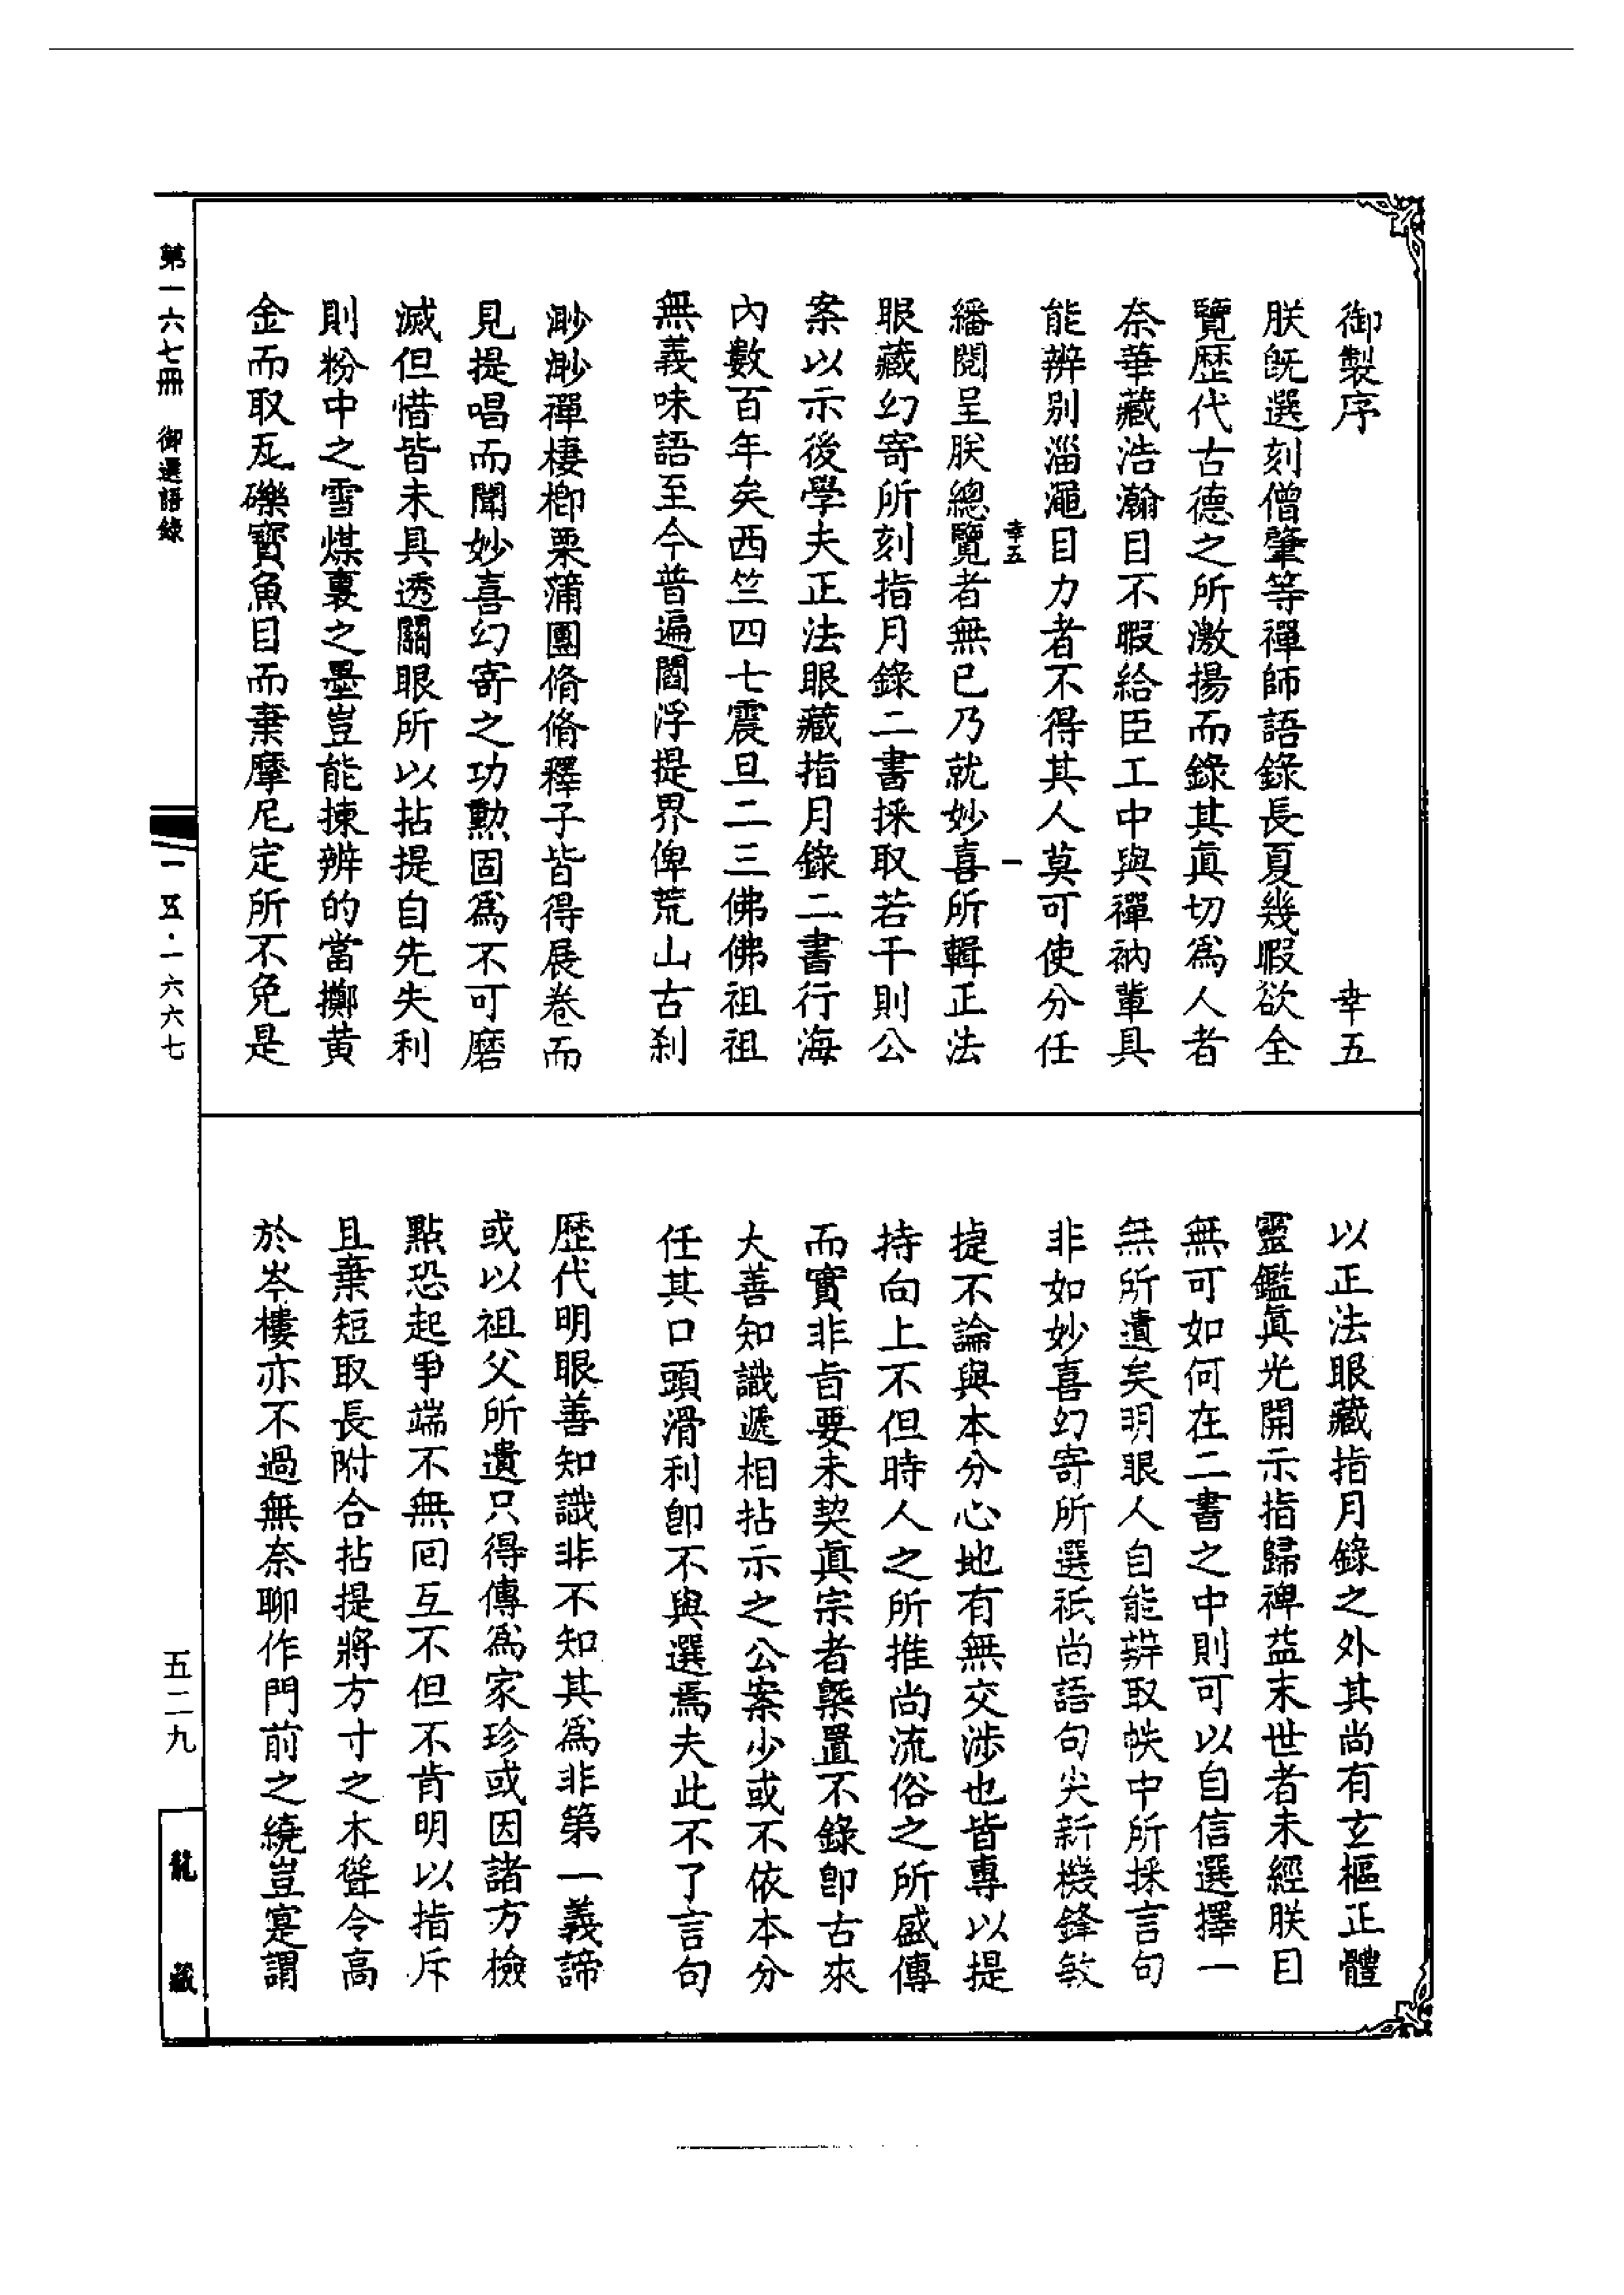 御製序　幸五
朕旣選刻僧肇等禪師語錄長夏幾暇欲全
覽歷代古德之所激揚而錄其眞切爲人者
奈華藏浩瀚目不暇給臣工中與禪衲輩具
能辨別淄澠目力者不得其人莫可使分任
幸五　一
繙閱呈朕總覽者無已乃就妙喜所輯正法
眼藏幻寄所刻指月錄二書採取若干則公
案以示後學夫正法眼藏指月錄二書行海
內數百年矣西竺四七震旦二三佛佛祖祖
無義味語至今普遍閻浮提界俾荒山古刹
渺渺禪棲楖栗蒲團脩脩釋子皆得展卷而
見提唱而聞妙喜幻寄之功勳固爲不可磨
滅但惜皆未具透關眼所以拈提自先失利
則粉中之雪煤裏之墨豈能揀辨的當擲黃
金而取瓦礫寳魚目而棄摩尼定所不免是
以正法眼藏指月錄之外其尚有玄樞正體
靈鑑眞光開示指歸裨益末世者未經朕目
無可如何在二書之中則可以自信選擇一
無所遺矣明眼人自能辨取帙中所採言句
非如妙喜幻寄所選祇尚語句尖新機鋒敏
捷不論與本分心地有無交涉也皆專以提
持向上不但時人之所推尚流俗之所盛傳
而實非旨要未契眞宗者槩置不錄卽古來
大善知識遞相拈示之公案少或不依本分
任其口頭滑利卽不與選焉夫此不了言句
歷代明眼善知識非不知其爲非第一義諦
或以祖父所遺只得傳爲家珍或因諸方檢
點恐起爭端不無回互不但不肯明以指斥
且棄短取長附合拈提將方寸之木聳令高
於岑樓亦不過無奈聊作門前之繞豈寔謂
第一六七冊　御選語錄
一五·一六六七
五二九
龍藏